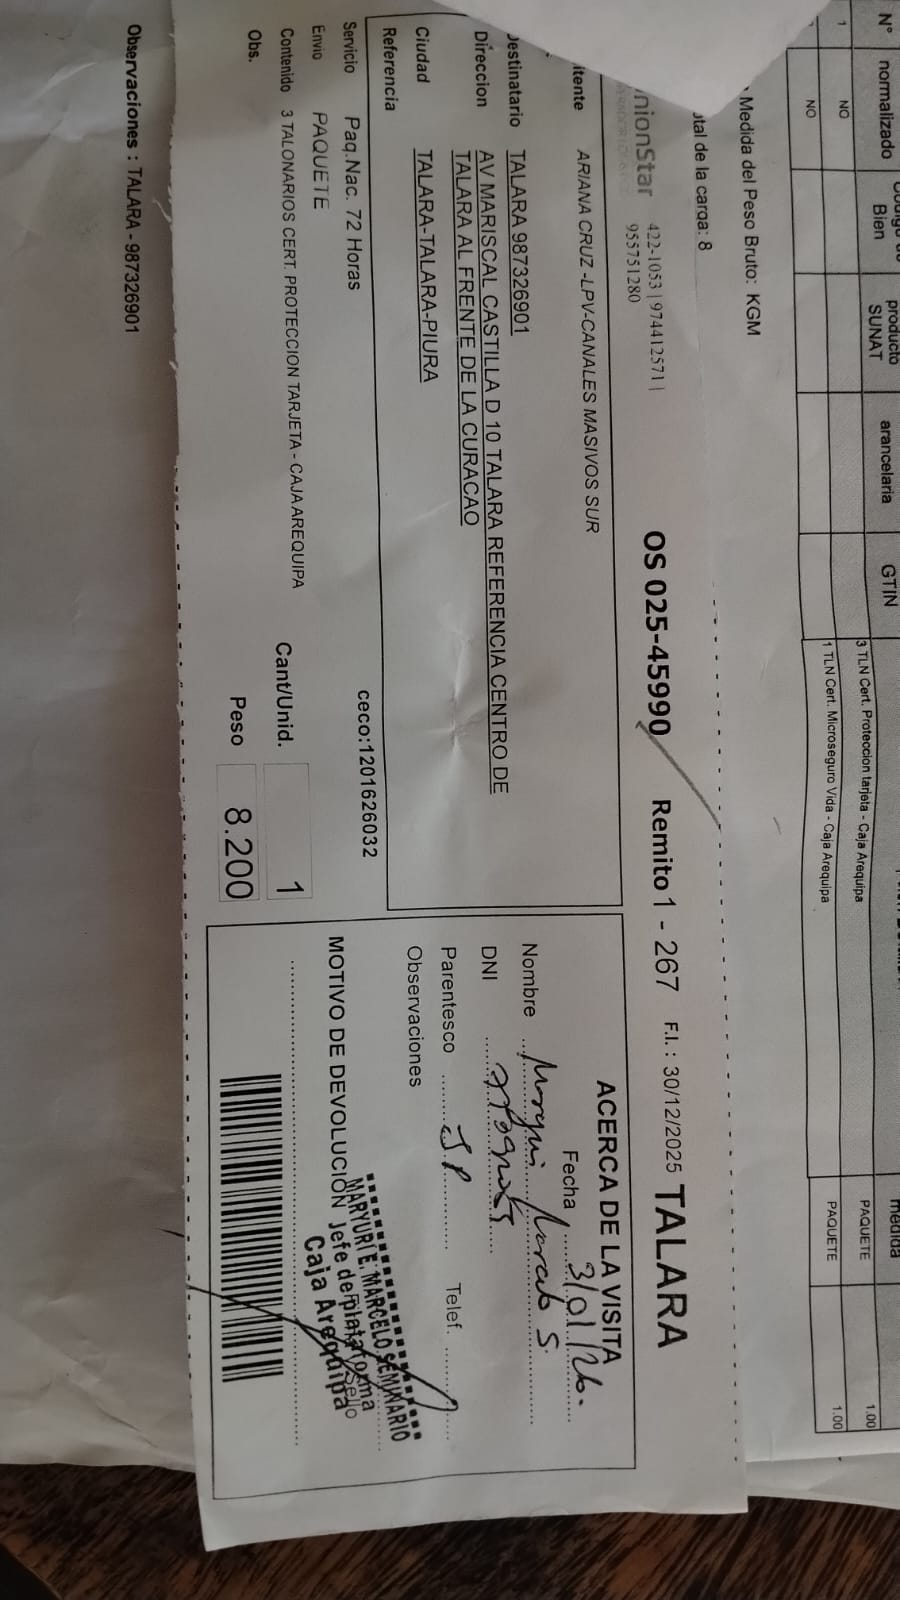 N° normalizado Bien producto SUNAT arancelaria GTIN medida
1 NO 3 TLN Cert. Proteccion tarjeta - Caja Arequipa PAQUETE 1.00
NO 1 TLN Cert. Microseguro Vida - Caja Arequipa PAQUETE 1.00
Medida del Peso Bruto: KGM
otal de la carga: 8
nionStar 422-1053 | 974412571 |
955751280
OS 025-45990 Remito 1 - 267 F.I. : 30/12/2025 TALARA
itente ARIANA CRUZ -LPV-CANALES MASIVOS SUR
Destinatario TALARA 987326901
Direccion AV MARISCAL CASTILLA D 10 TALARA REFERENCIA CENTRO DE
TALARA AL FRENTE DE LA CURACAO
Ciudad TALARA-TALARA-PIURA
Referencia
Servicio Paq.Nac. 72 Horas ceco:1201626032
Envio PAQUETE
Contenido 3 TALONARIOS CERT. PROTECCION TARJETA - CAJA AREQUIPA Cant/Unid. 1
Obs. Peso 8.200
ACERCA DE LA VISITA
Fecha 3/01/26.
Nombre
DNI
Parentesco J.P Telef.
Observaciones
MOTIVO DE DEVOLUCIÓN
Sello
MARYURI E. MARCELO SEMINARIO
Jefe de plataforma
Caja Arequipa
Observaciones : TALARA - 987326901